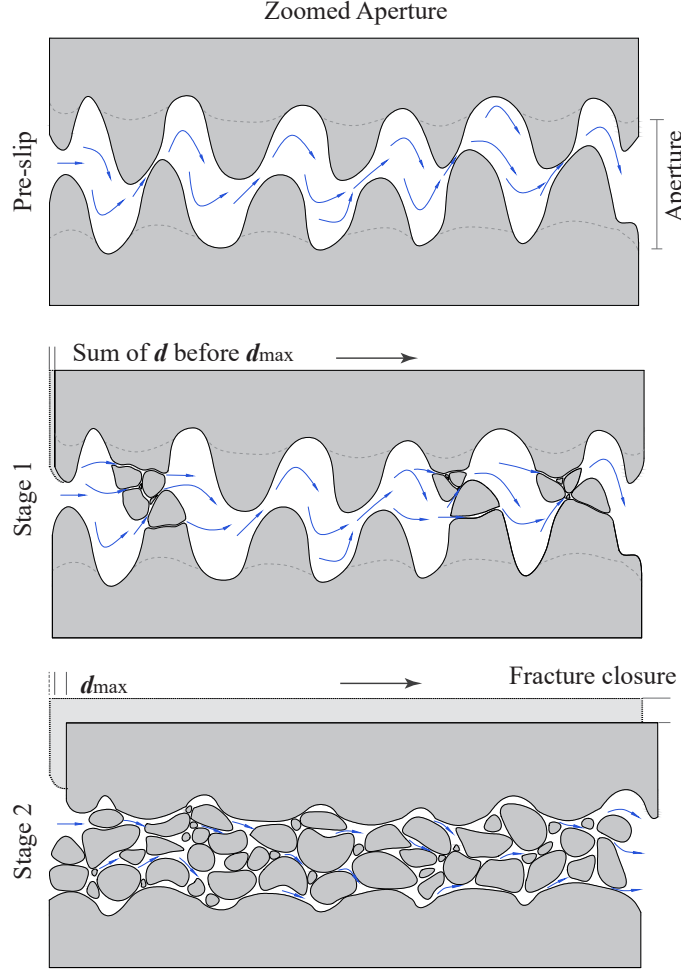 Zoomed Aperture
Pre-slip
Aperture
Sum of d before dmax
Stage 1
dmax
Fracture closure
Stage 2